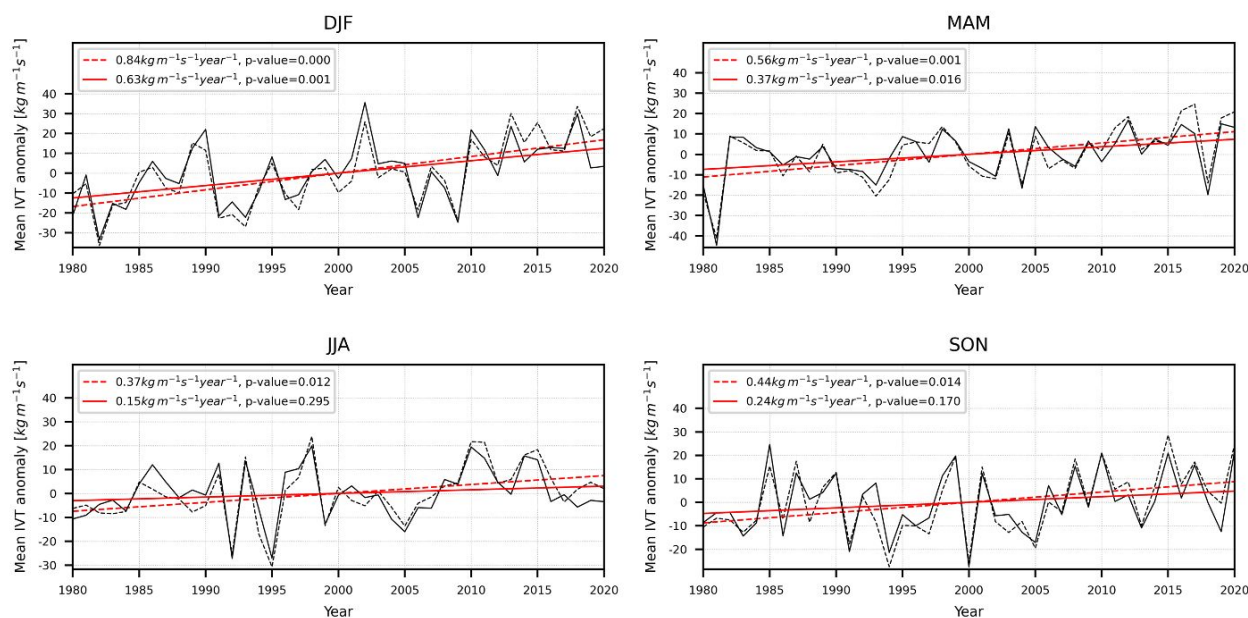 DJF
0.84kg m⁻¹s⁻¹year⁻¹, p-value=0.000
0.63kg m⁻¹s⁻¹year⁻¹, p-value=0.001
Mean IVT anomaly [kg m⁻¹s⁻¹]
40
30
20
10
0
-10
-20
-30
1980 1985 1990 1995 2000 2005 2010 2015 2020
Year
MAM
0.56kg m⁻¹s⁻¹year⁻¹, p-value=0.001
0.37kg m⁻¹s⁻¹year⁻¹, p-value=0.016
Mean IVT anomaly [kg m⁻¹s⁻¹]
40
30
20
10
0
-10
-20
-30
-40
1980 1985 1990 1995 2000 2005 2010 2015 2020
Year
JJA
0.37kg m⁻¹s⁻¹year⁻¹, p-value=0.012
0.15kg m⁻¹s⁻¹year⁻¹, p-value=0.295
Mean IVT anomaly [kg m⁻¹s⁻¹]
40
30
20
10
0
-10
-20
-30
1980 1985 1990 1995 2000 2005 2010 2015 2020
Year
SON
0.44kg m⁻¹s⁻¹year⁻¹, p-value=0.014
0.24kg m⁻¹s⁻¹year⁻¹, p-value=0.170
Mean IVT anomaly [kg m⁻¹s⁻¹]
40
30
20
10
0
-10
-20
1980 1985 1990 1995 2000 2005 2010 2015 2020
Year